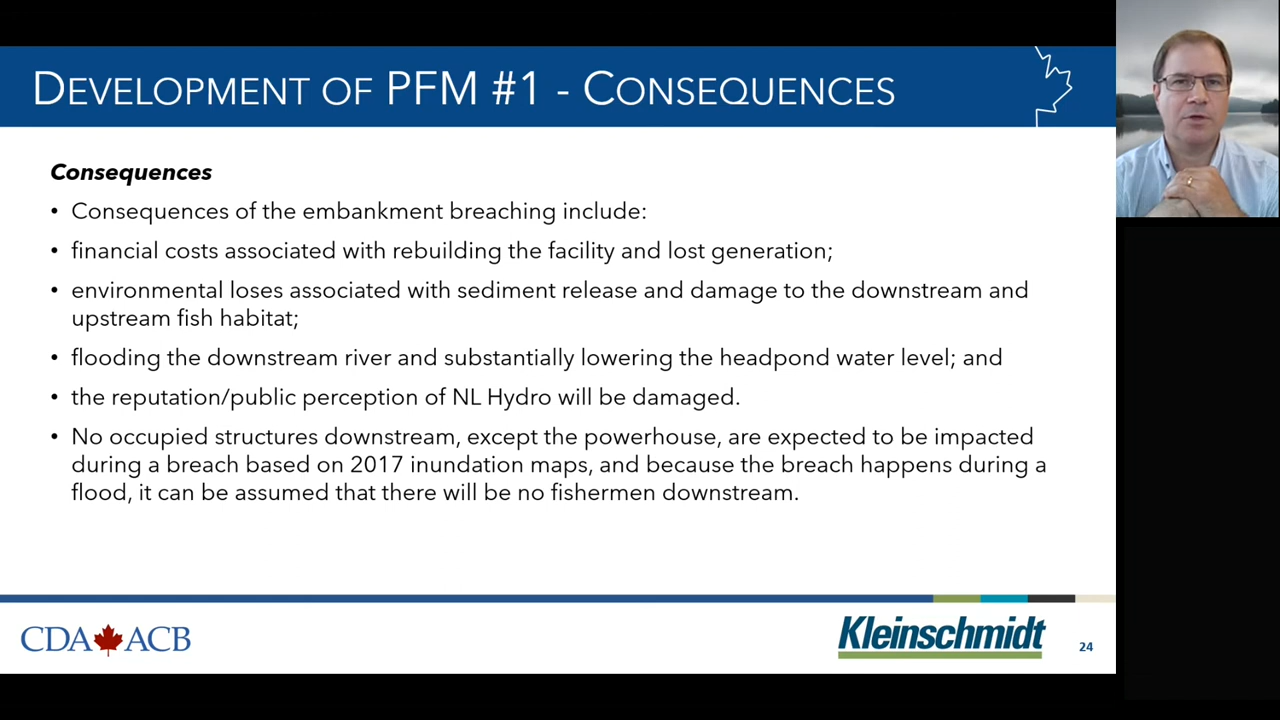 DEVELOPMENT OF PFM #1 - CONSEQUENCES
Consequences
• Consequences of the embankment breaching include:
• financial costs associated with rebuilding the facility and lost generation;
• environmental loses associated with sediment release and damage to the downstream and
upstream fish habitat;
• flooding the downstream river and substantially lowering the headpond water level; and
• the reputation/public perception of NL Hydro will be damaged.
• No occupied structures downstream, except the powerhouse, are expected to be impacted
during a breach based on 2017 inundation maps, and because the breach happens during a
flood, it can be assumed that there will be no fishermen downstream.
CDA ACB
Kleinschmidt
24